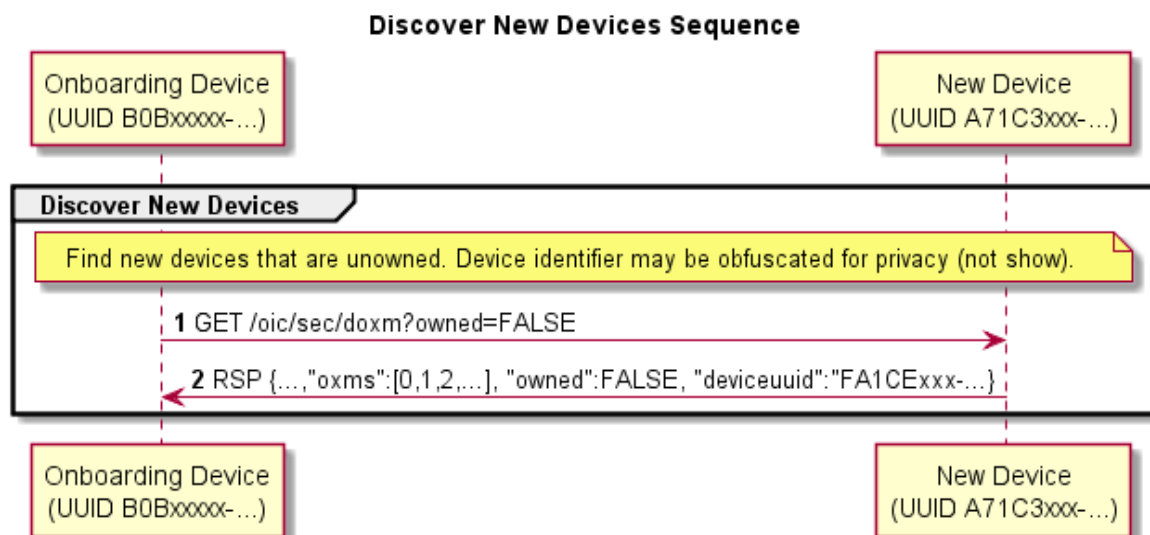 Discover New Devices Sequence
Onboarding Device
(UUID B0Bxxxxx-...)
New Device
(UUID A71C3xxx-...)
Discover New Devices
Find new devices that are unowned. Device identifier may be obfuscated for privacy (not show).
1 GET /oic/sec/doxm?owned=FALSE
2 RSP {...,"oxms":[0,1,2,...], "owned":FALSE, "deviceuuid":"FA1CExxx-...}
Onboarding Device
(UUID B0Bxxxxx-...)
New Device
(UUID A71C3xxx-...)